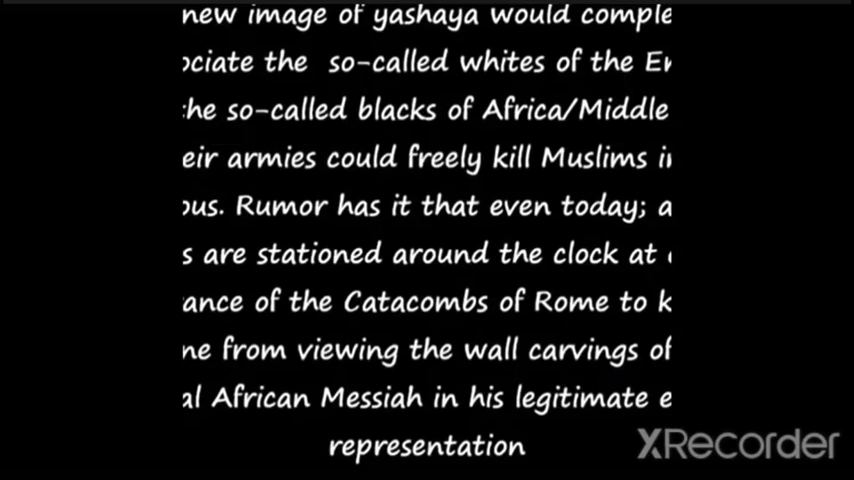 new image of yashaya would comple
ociate the so-called whites of the En
the so-called blacks of Africa/Middle
eir armies could freely kill Muslims in
ous. Rumor has it that even today; a
s are stationed around the clock at
ance of the Catacombs of Rome to k
ne from viewing the wall carvings of
al African Messiah in his legitimate e
representation
XRecorder